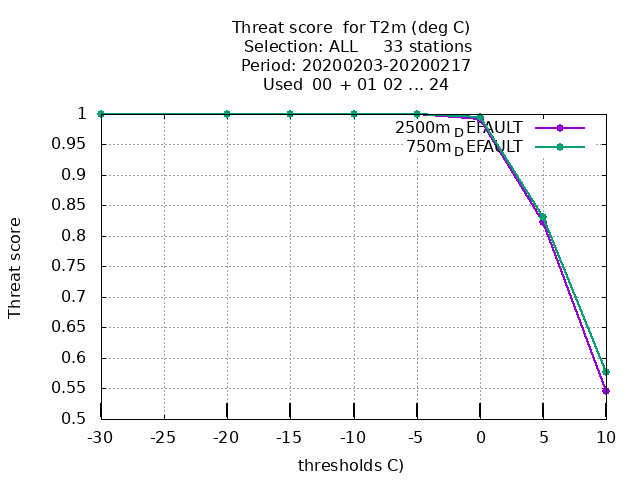 Threat score  for T2m (deg C)
Selection: ALL     33 stations
Period: 20200203-20200217
Used  00 + 01 02 ... 24
1
0.95
0.9
0.85
0.8
0.75
0.7
0.65
0.6
0.55
0.5
Threat score
2500m_DEFAULT
750m_DEFAULT
-30
-25
-20
-15
-10
-5
0
5
10
thresholds C)